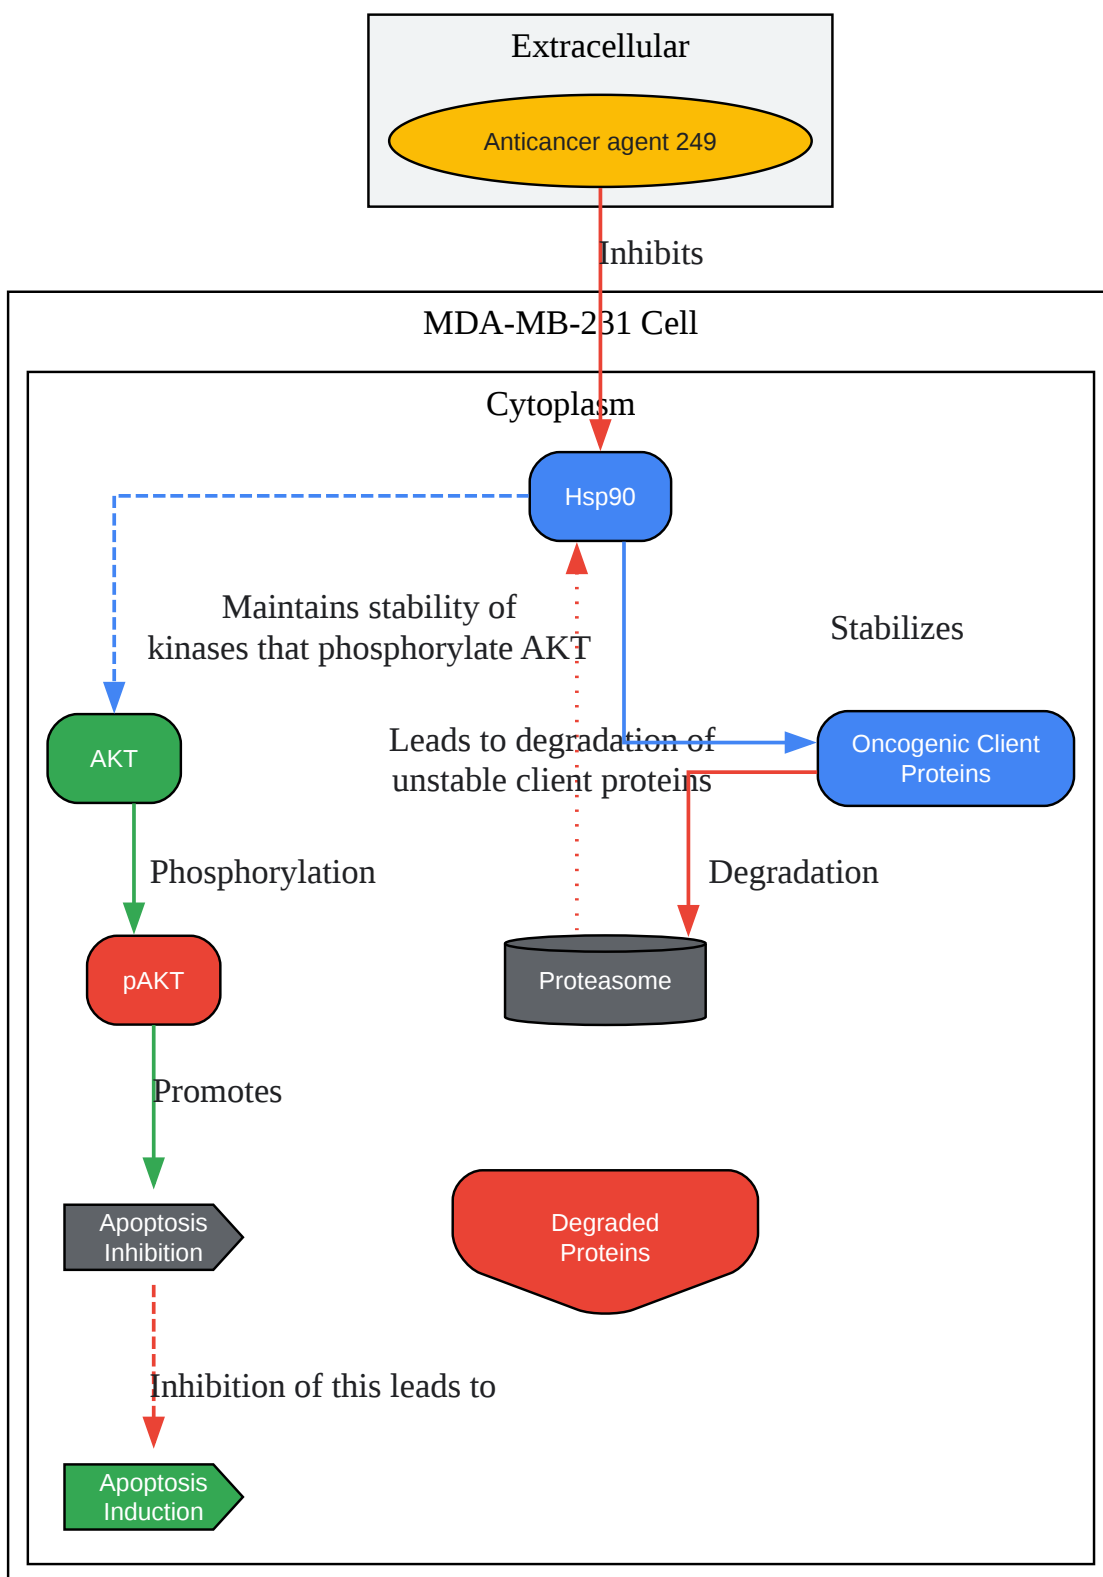 Extracellular
Anticancer agent 249
Inhibits
MDA-MB-231 Cell
Cytoplasm
Hsp90
Maintains stability of
kinases that phosphorylate AKT
Stabilizes
AKT
Leads to degradation of
unstable client proteins
Oncogenic Client
Proteins
Phosphorylation
Degradation
pAKT
Proteasome
Promotes
Apoptosis
Inhibition
Degraded
Proteins
Inhibition of this leads to
Apoptosis
Induction